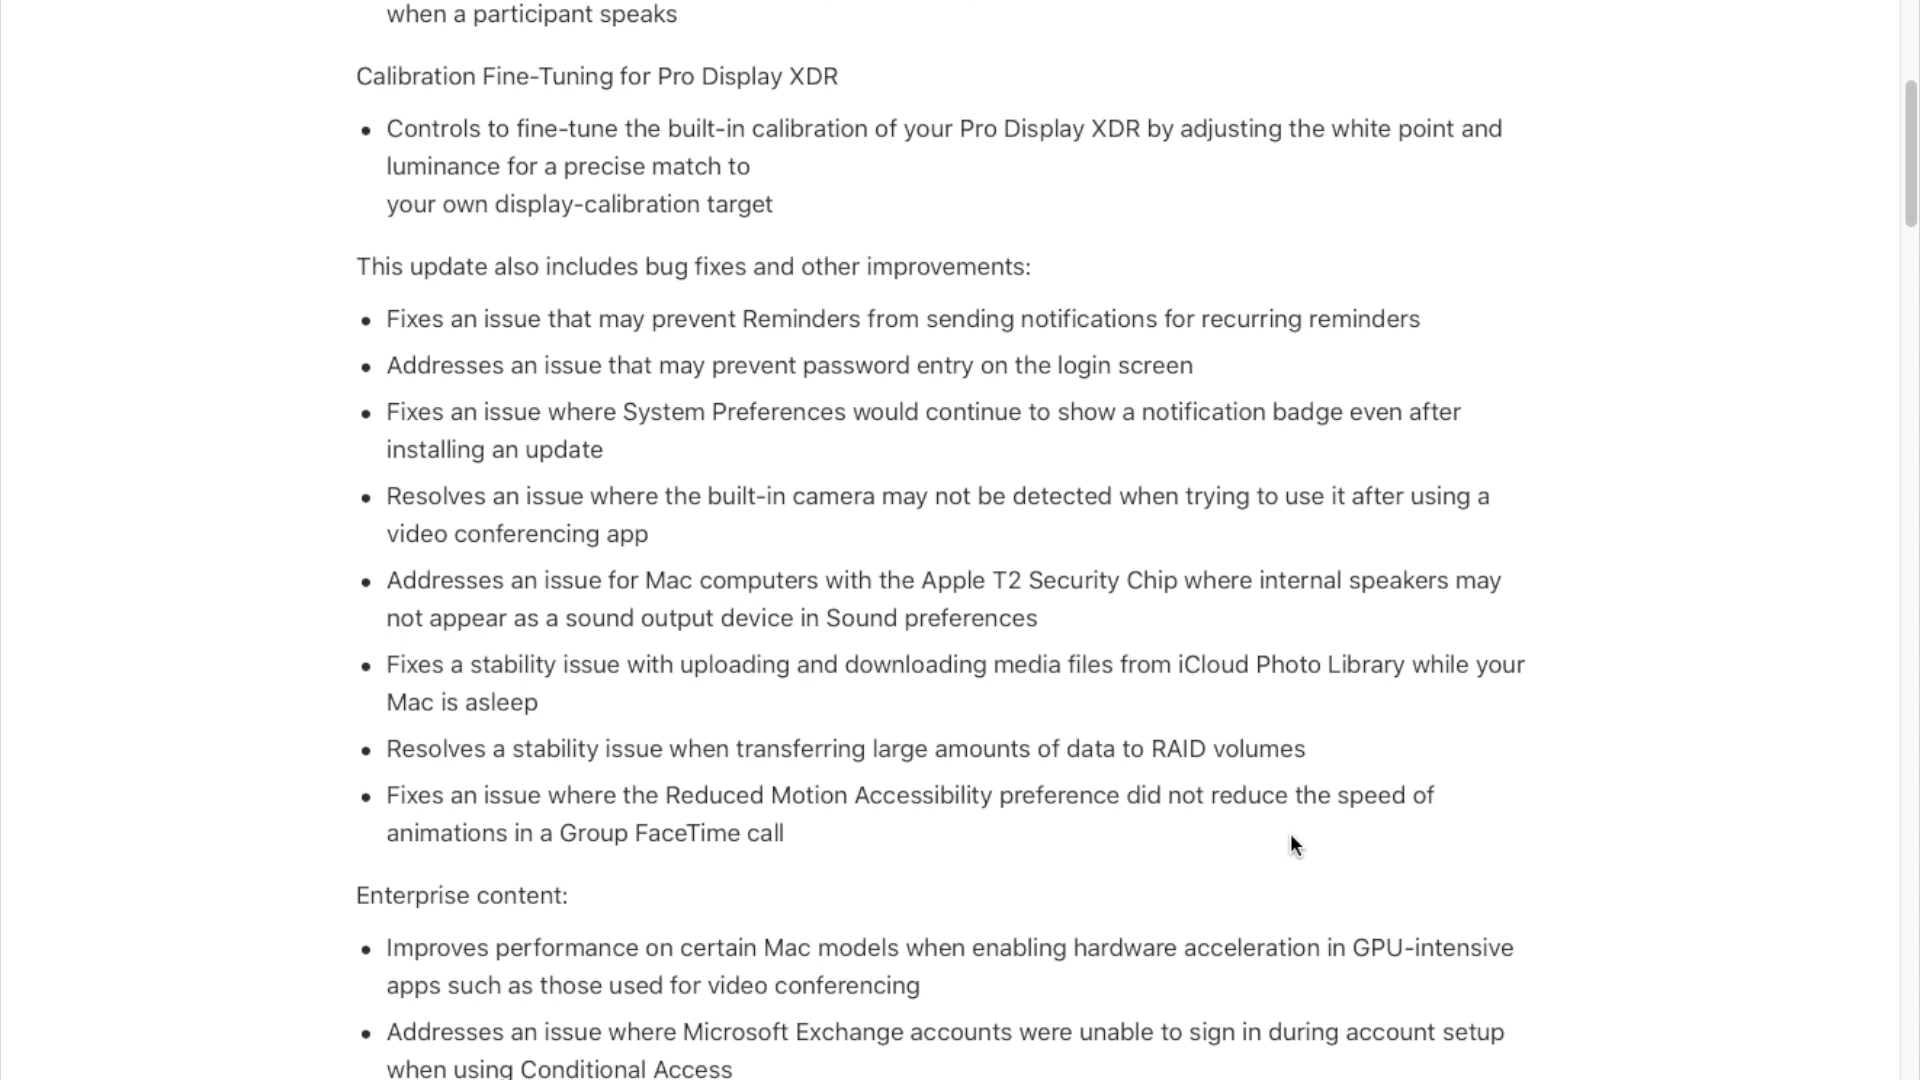 when a participant speaks
Calibration Fine-Tuning for Pro Display XDR
• Controls to fine-tune the built-in calibration of your Pro Display XDR by adjusting the white point and
luminance for a precise match to
your own display-calibration target
This update also includes bug fixes and other improvements:
• Fixes an issue that may prevent Reminders from sending notifications for recurring reminders
• Addresses an issue that may prevent password entry on the login screen
• Fixes an issue where System Preferences would continue to show a notification badge even after
installing an update
• Resolves an issue where the built-in camera may not be detected when trying to use it after using a
video conferencing app
• Addresses an issue for Mac computers with the Apple T2 Security Chip where internal speakers may
not appear as a sound output device in Sound preferences
• Fixes a stability issue with uploading and downloading media files from iCloud Photo Library while your
Mac is asleep
• Resolves a stability issue when transferring large amounts of data to RAID volumes
• Fixes an issue where the Reduced Motion Accessibility preference did not reduce the speed of
animations in a Group FaceTime call
Enterprise content:
• Improves performance on certain Mac models when enabling hardware acceleration in GPU-intensive
apps such as those used for video conferencing
• Addresses an issue where Microsoft Exchange accounts were unable to sign in during account setup
when using Conditional Access